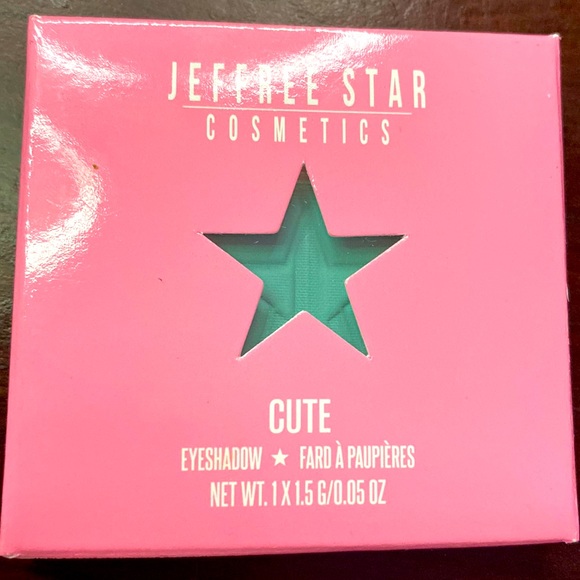 JEFFREE STAR
COSMETICS
CUTE
EYESHADOW ★ FARD À PAUPIÈRES
NET WT. 1 X 1.5 G/0.05 OZ